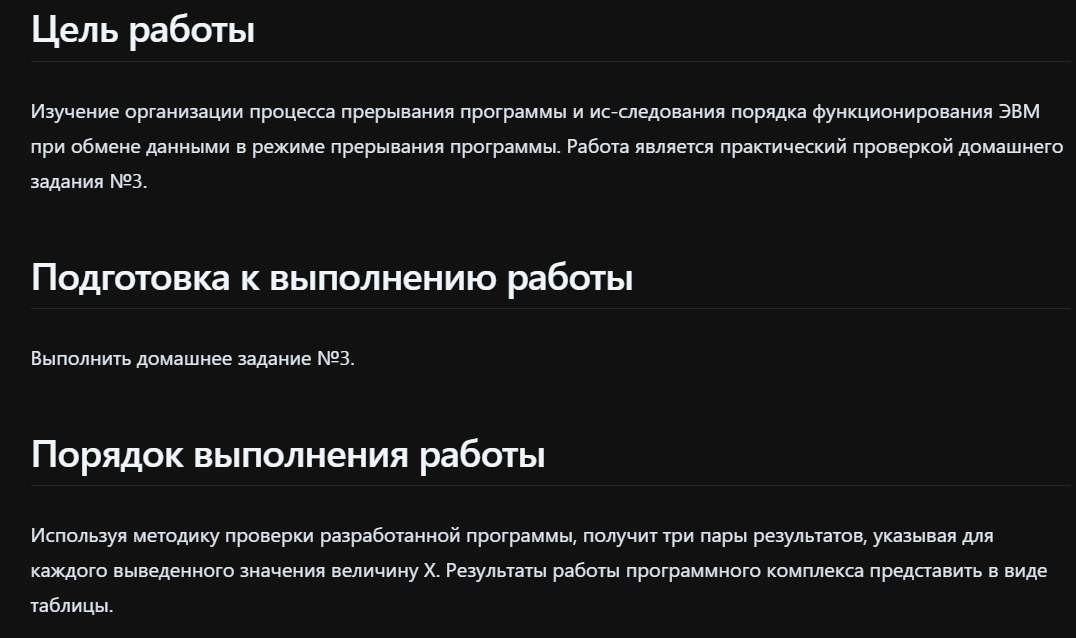 Цель работы
Изучение организации процесса прерывания программы и ис-следования порядка функционирования ЭВМ
при обмене данными в режиме прерывания программы. Работа является практический проверкой домашнего
задания №3.
Подготовка к выполнению работы
Выполнить домашнее задание №3.
Порядок выполнения работы
Используя методику проверки разработанной программы, получит три пары результатов, указывая для
каждого выведенного значения величину X. Результаты работы программного комплекса представить в виде
таблицы.